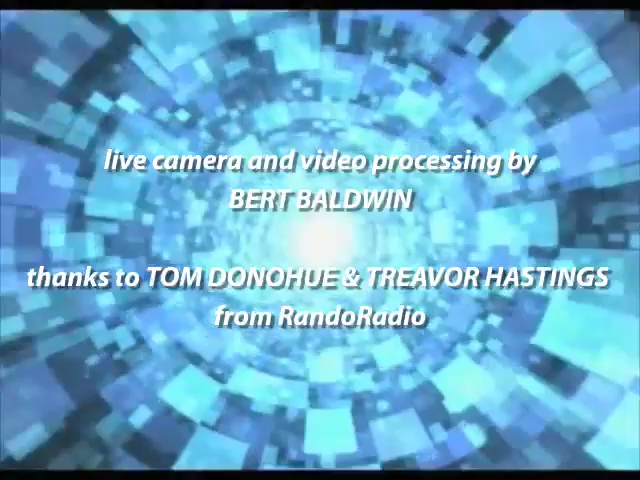 live camera and video processing by
BERT BALDWIN
thanks to TOM DONOHUE & TREAVOR HASTINGS
from RandoRadio